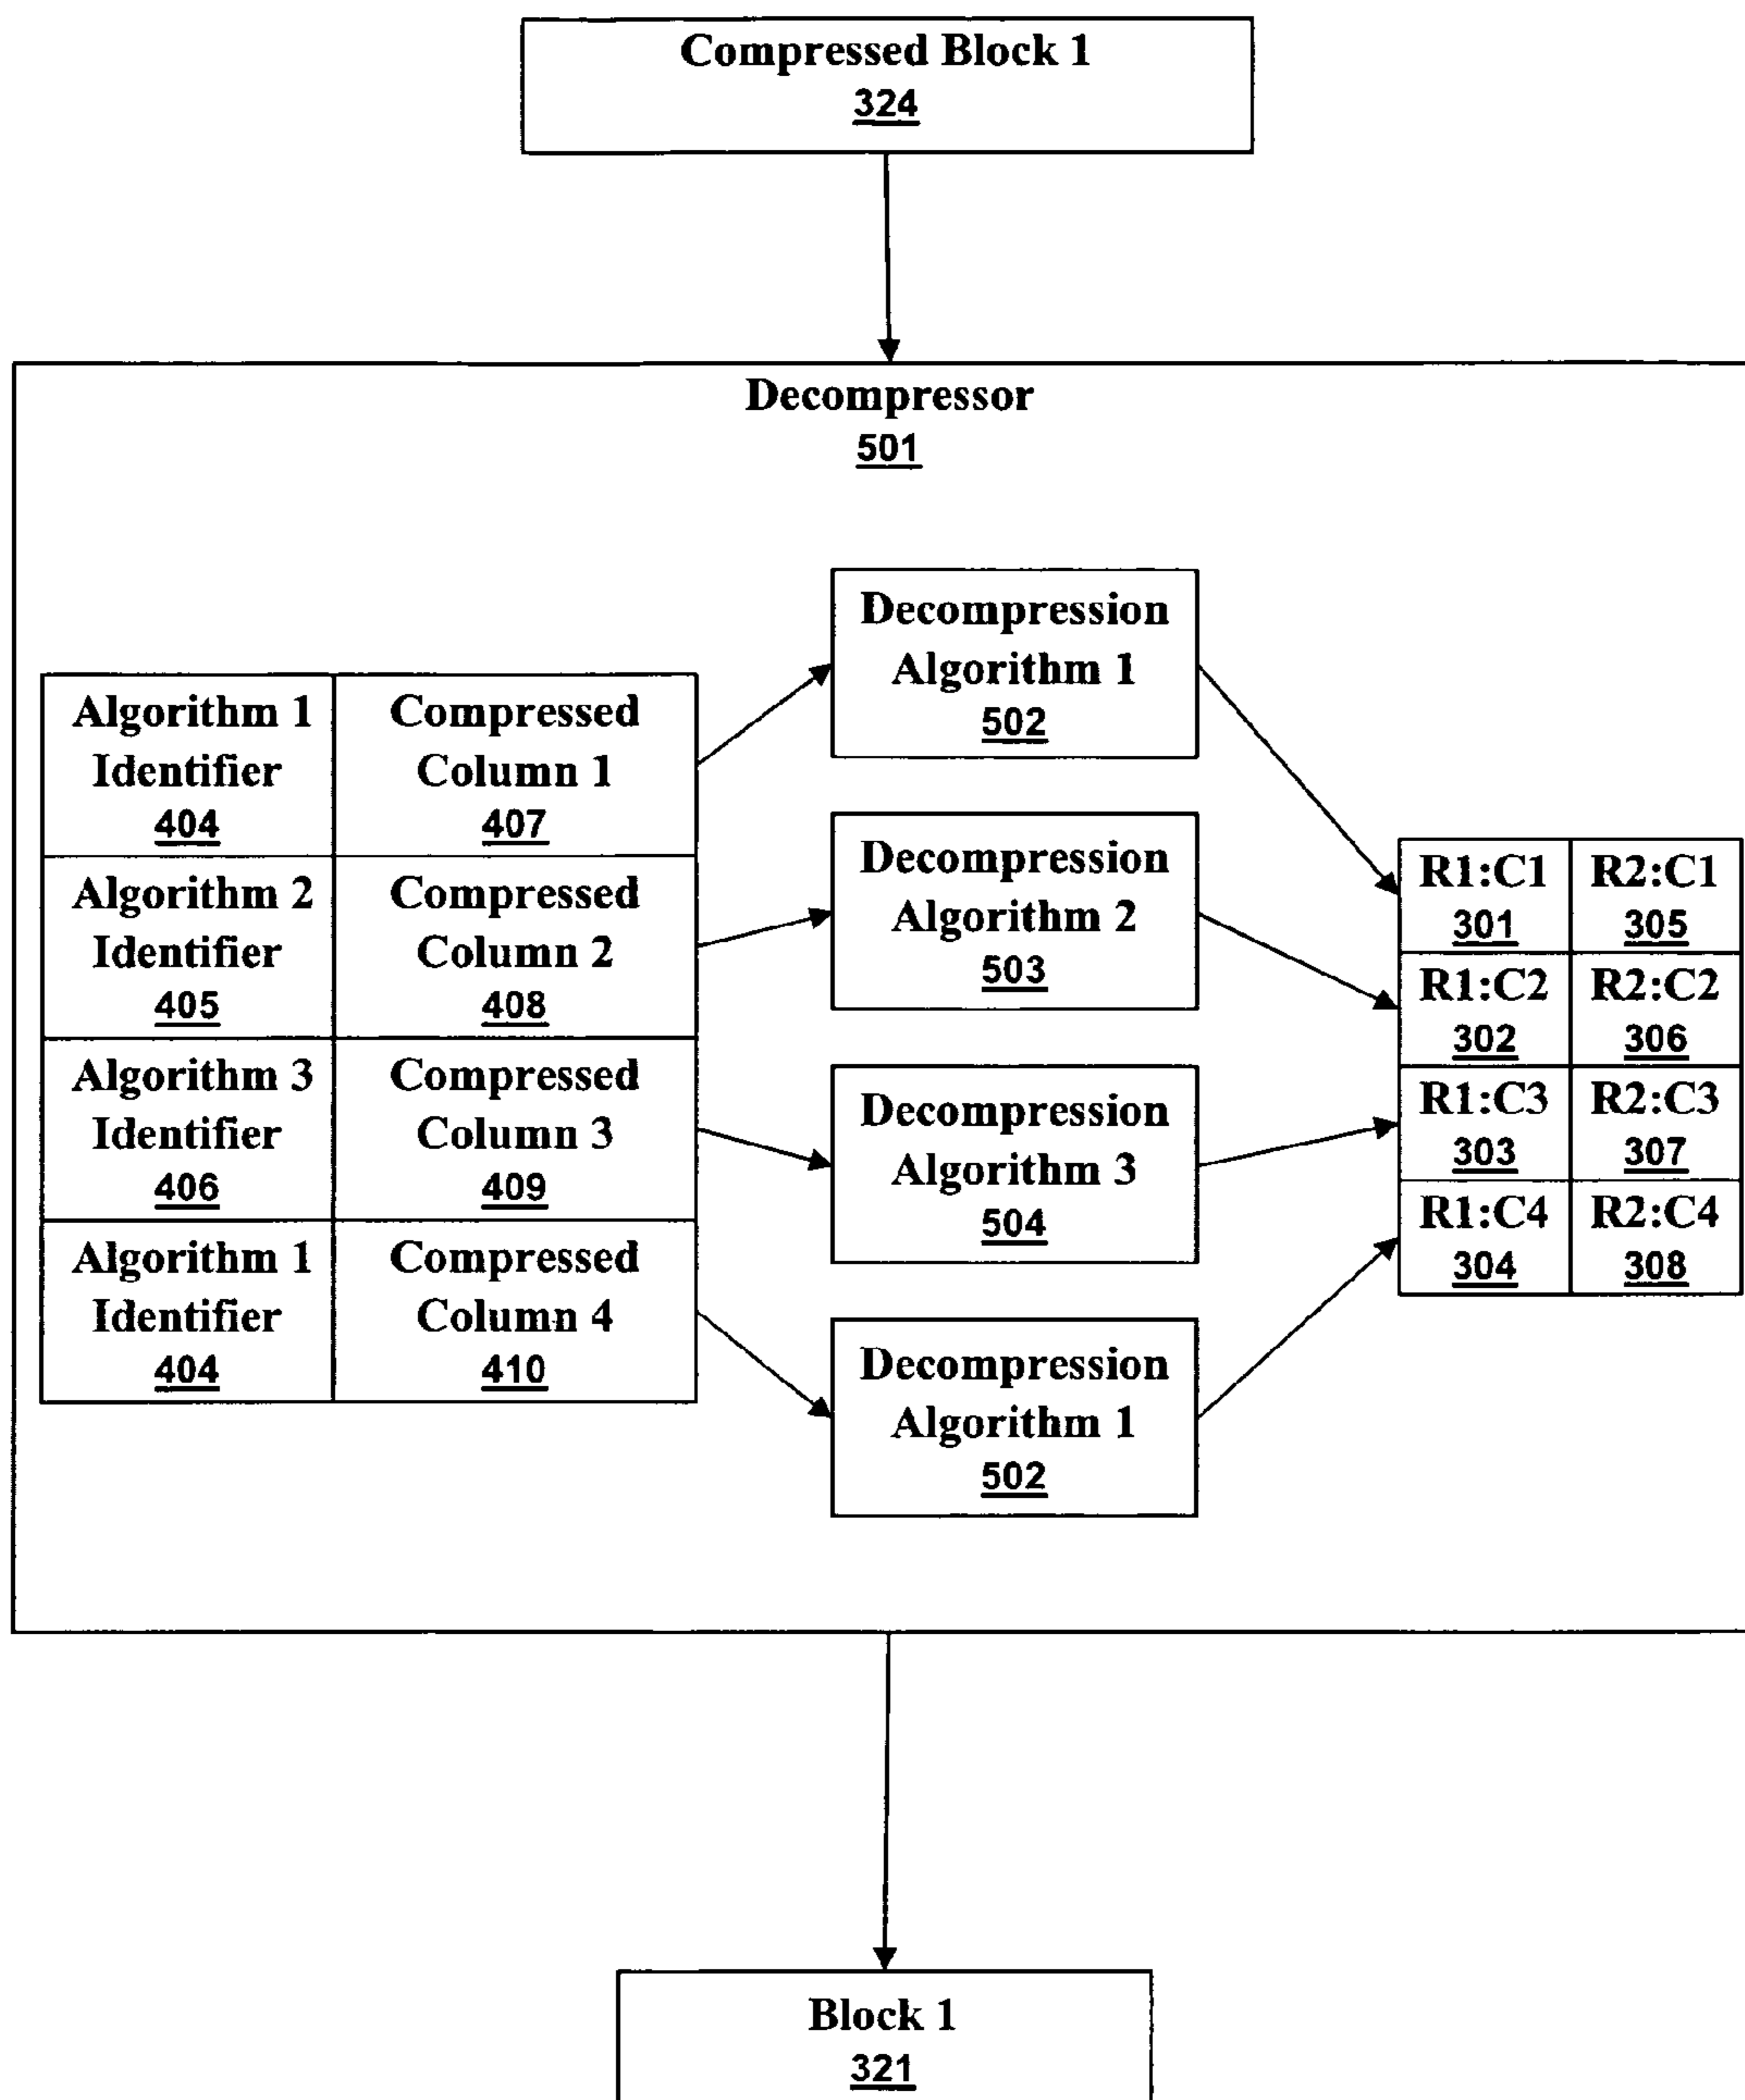 Compressed Block 1
324
Decompressor
501
Algorithm 1
Identifier
404
Compressed
Column 1
407
Algorithm 2
Identifier
405
Compressed
Column 2
408
Algorithm 3
Identifier
406
Compressed
Column 3
409
Algorithm 1
Identifier
404
Compressed
Column 4
410
Decompression
Algorithm 1
502
Decompression
Algorithm 2
503
Decompression
Algorithm 3
504
Decompression
Algorithm 1
502
R1:C1
301
R2:C1
305
R1:C2
302
R2:C2
306
R1:C3
303
R2:C3
307
R1:C4
304
R2:C4
308
Block 1
321